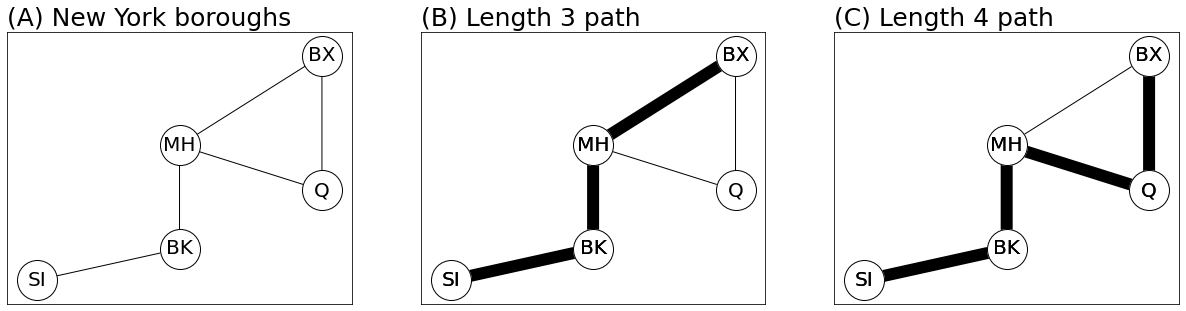 (A) New York boroughs
BX
MH
Q
BK
SI
(B) Length 3 path
BX
MH
Q
BK
SI
(C) Length 4 path
BX
MH
Q
BK
SI